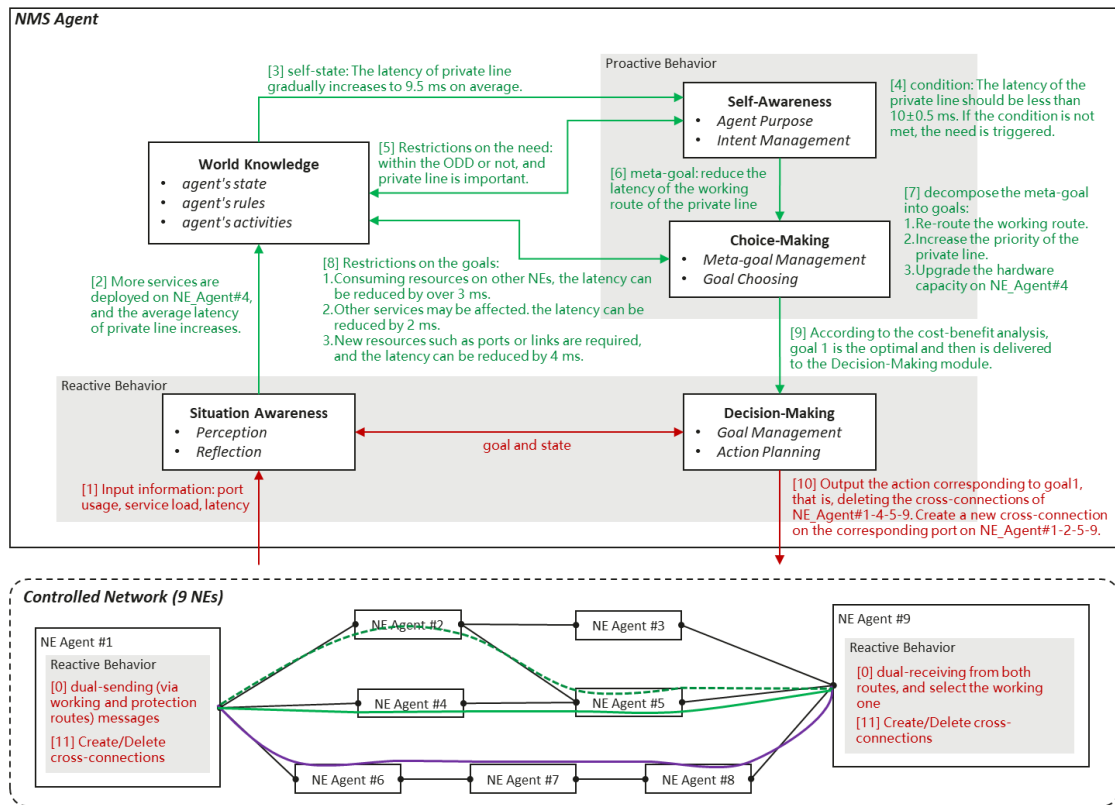 NMS Agent
[3] self-state: The latency of private line
gradually increases to 9.5 ms on average.
Proactive Behavior
Self-Awareness
• Agent Purpose
• Intent Management
[4] condition: The latency of the
private line should be less than
10±0.5 ms. If the condition is not
met, the need is triggered.
World Knowledge
• agent's state
• agent's rules
• agent's activities
[5] Restrictions on the need:
within the ODD or not, and
private line is important.
[6] meta-goal: reduce the
latency of the working
route of the private line
[7] decompose the meta-goal
into goals:
1.Re-route the working route.
2.Increase the priority of the
private line.
3.Upgrade the hardware
capacity on NE_Agent#4
Choice-Making
• Meta-goal Management
• Goal Choosing
[2] More services are
deployed on NE_Agent#4,
and the average latency
of private line increases.
[8] Restrictions on the goals:
1.Consuming resources on other NEs, the latency can
be reduced by over 3 ms.
2.Other services may be affected. the latency can be
reduced by 2 ms.
3.New resources such as ports or links are required,
and the latency can be reduced by 4 ms.
[9] According to the cost-benefit analysis,
goal 1 is the optimal and then is delivered
to the Decision-Making module.
Reactive Behavior
Situation Awareness
• Perception
• Reflection
goal and state
Decision-Making
• Goal Management
• Action Planning
[1] Input information: port
usage, service load, latency
[10] Output the action corresponding to goal1,
that is, deleting the cross-connections of
NE_Agent#1-4-5-9. Create a new cross-connection
on the corresponding port on NE_Agent#1-2-5-9.
Controlled Network (9 NEs)
NE Agent #1
Reactive Behavior
[0] dual-sending (via
working and protection
routes) messages
[11] Create/Delete
cross-connections
NE Agent #2
NE Agent #3
NE Agent #4
NE Agent #5
NE Agent #6
NE Agent #7
NE Agent #8
NE Agent #9
Reactive Behavior
[0] dual-receiving from both
routes, and select the working
one
[11] Create/Delete cross-
connections